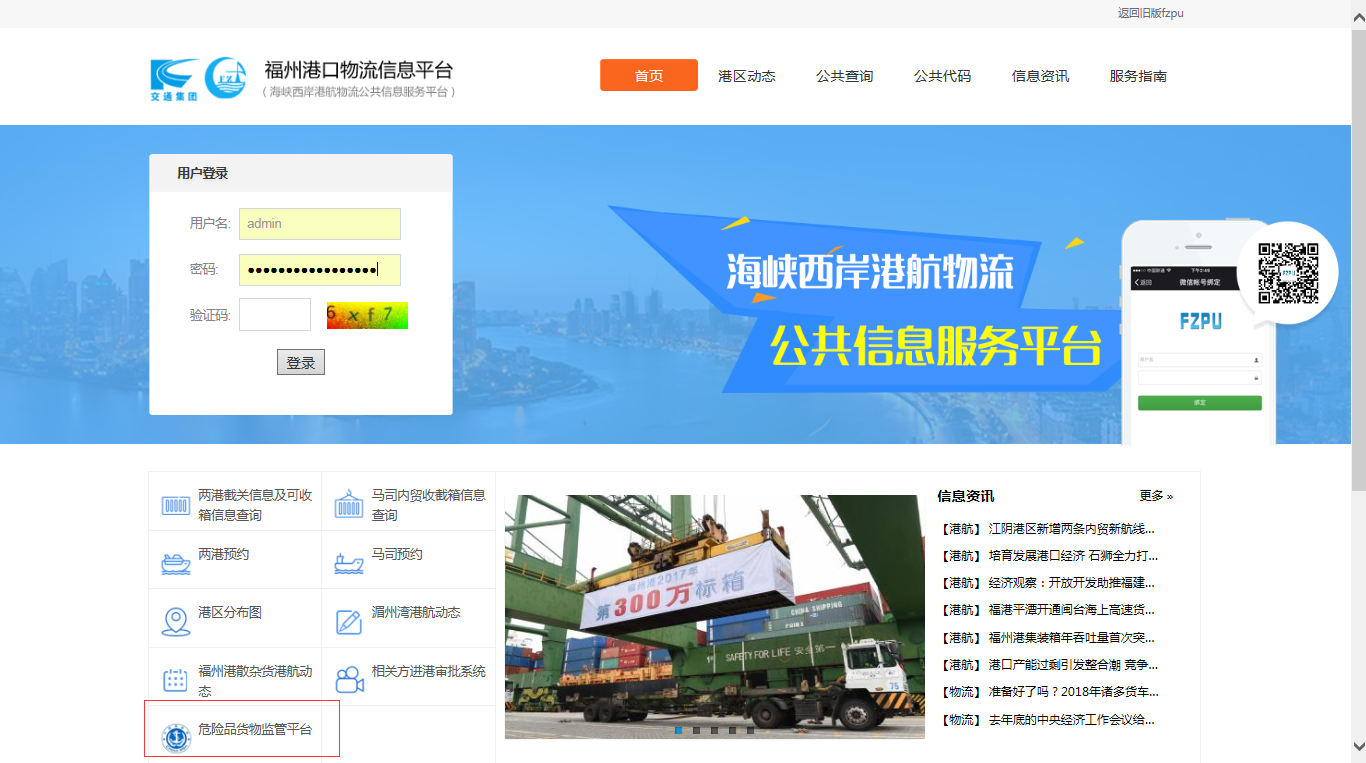 返回旧版fzpu
交通集团
FZ
福州港口物流信息平台
（海峡西岸港航物流公共信息服务平台）
首页
港区动态
公共查询
公共代码
信息资讯
服务指南
用户登录
用户名:
admin
密码:
•••••••••••••••••
验证码:
6 x f 7
登录
海峡西岸港航物流
公共信息服务平台
下午2:48
返回
微信帐号绑定
FZPU
FZPU
用户名
绑定
两港截关信息及可收
箱信息查询
马司内贸收截箱信息
查询
两港预约
马司预约
港区分布图
湄州湾港航动态
福州港散杂货港航动
态
相关方进港审批系统
危险品货物监管平台
福州港2017年
第300万标箱
CHINA SHIPPING
SAFETY FOR LIFE 安全第一
75
信息资讯
更多 »
【港航】 江阴港区新增两条内贸新航线...
【港航】 培育发展港口经济 石狮全力打...
【港航】 经济观察：开放开发助推福建...
【港航】 福港平潭开通闽台海上高速货...
【港航】 福州港集装箱年吞吐量首次突...
【港航】 港口产能过剩引发整合潮 竞争...
【物流】 准备好了吗？2018年诸多货车...
【物流】 去年底的中央经济工作会议给...